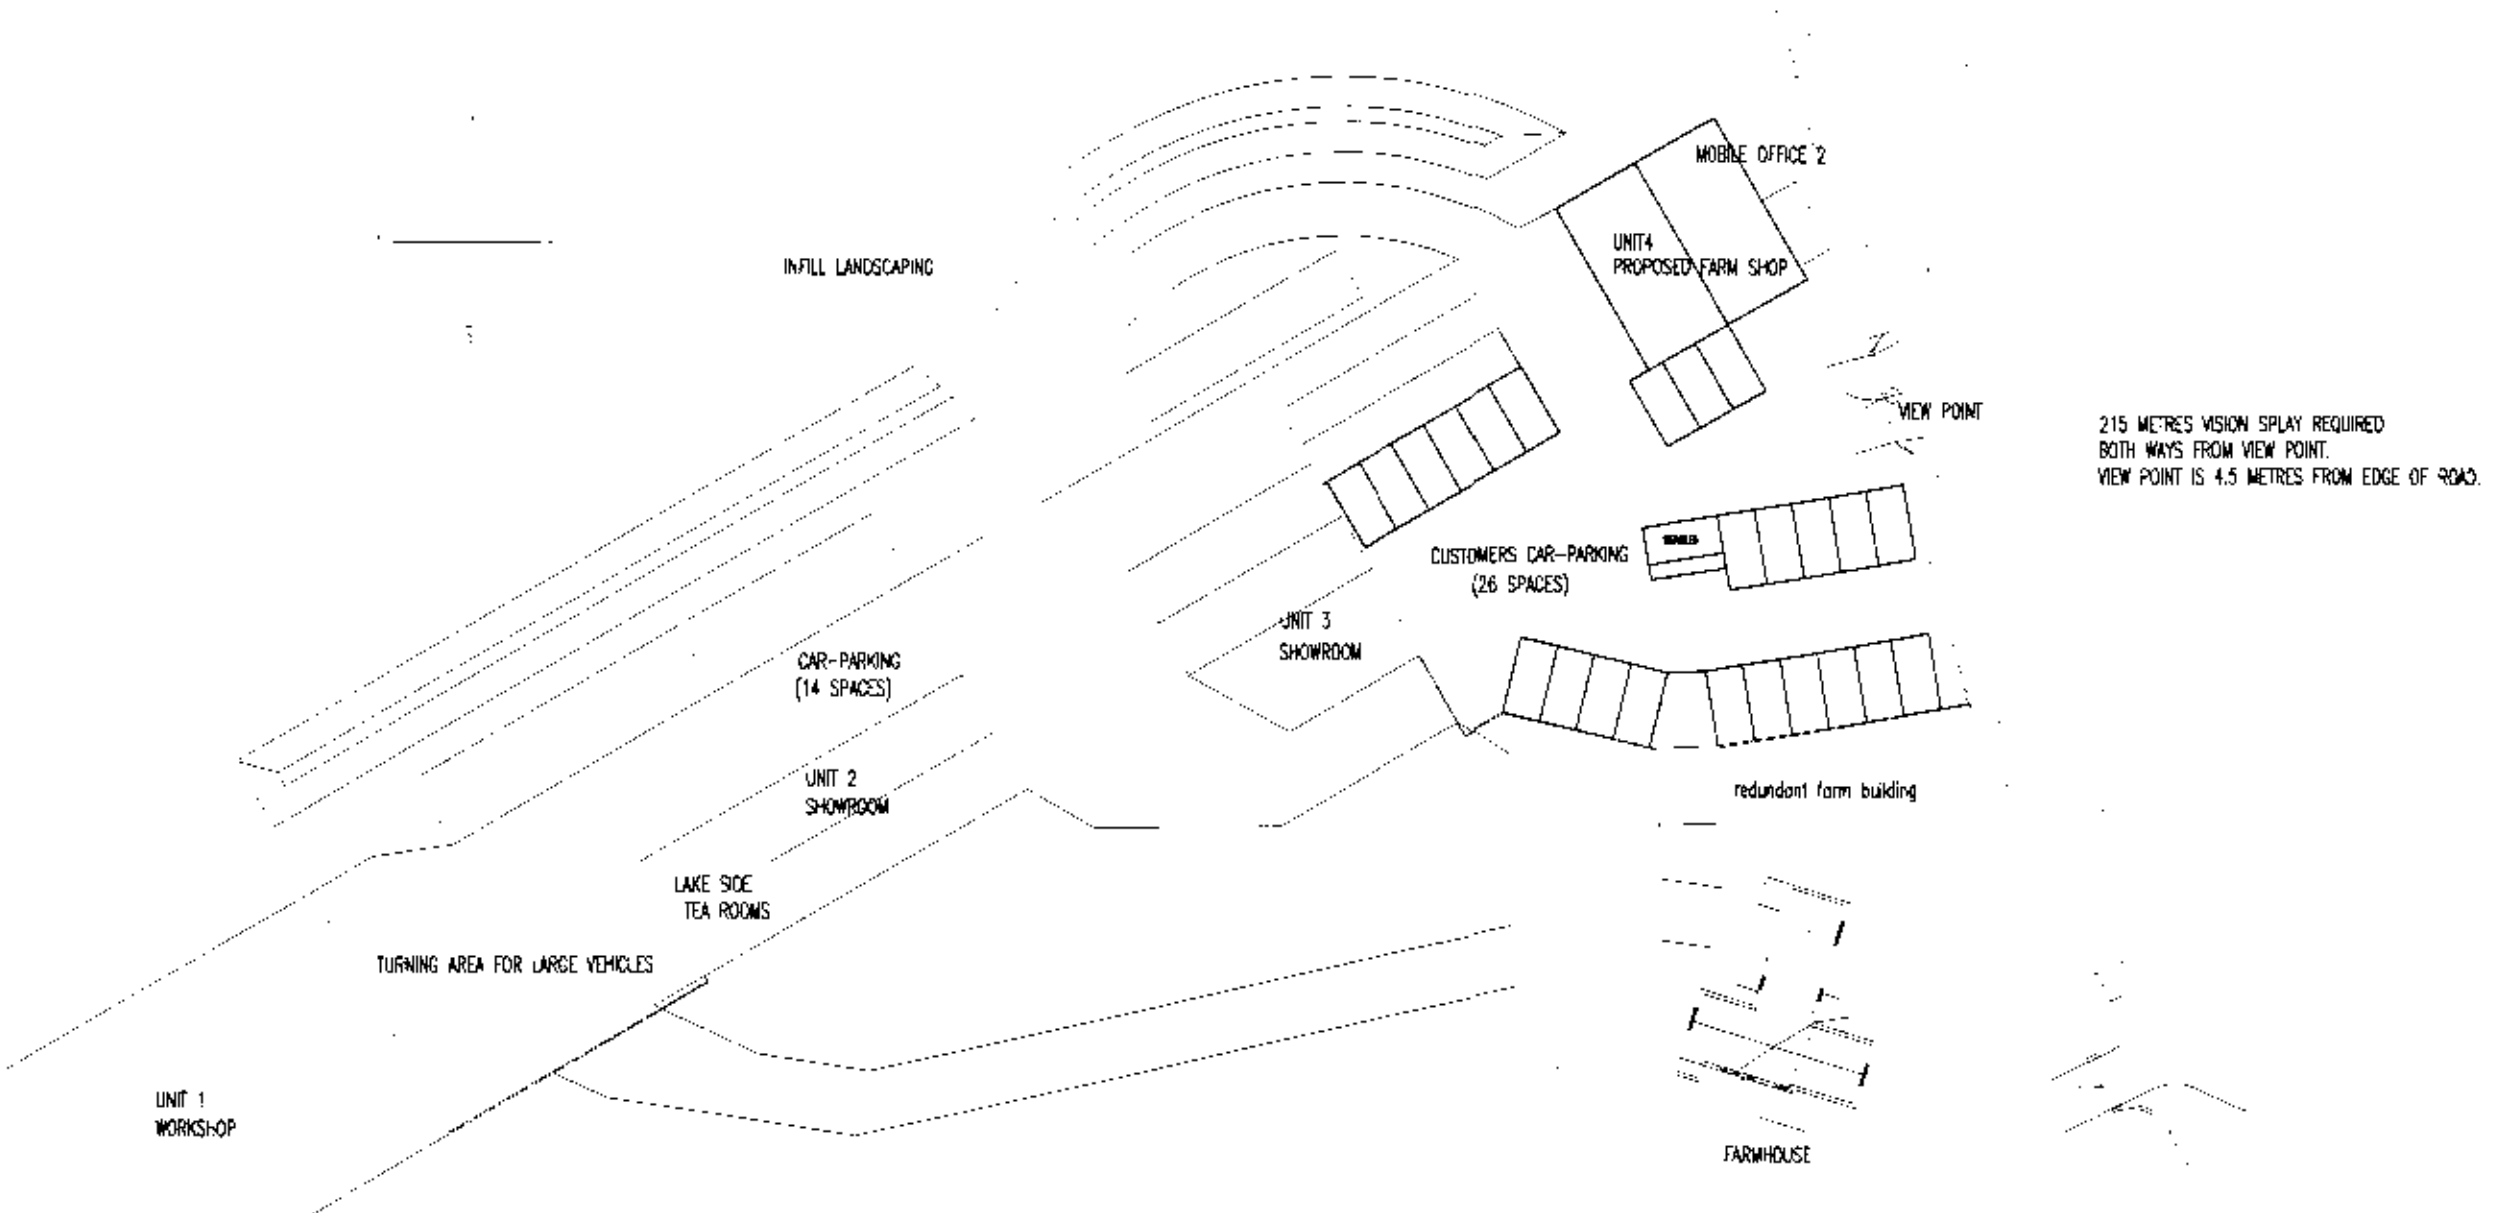 MOBILE OFFICE 2
UNIT4
PROPOSED FARM SHOP
INFILL LANDSCAPING
VIEW POINT
215 METRES VISION SPLAY REQUIRED
BOTH WAYS FROM VIEW POINT.
VIEW POINT IS 4.5 METRES FROM EDGE OF ROAD.
CUSTOMERS CAR-PARKING
(26 SPACES)
UNIT 3
SHOWROOM
CAR-PARKING
(14 SPACES)
UNIT 2
SHOWROOM
redundant farm building
LAKE SIDE
TEA ROOMS
TURNING AREA FOR LARGE VEHICLES
UNIT 1
WORKSHOP
FARMHOUSE